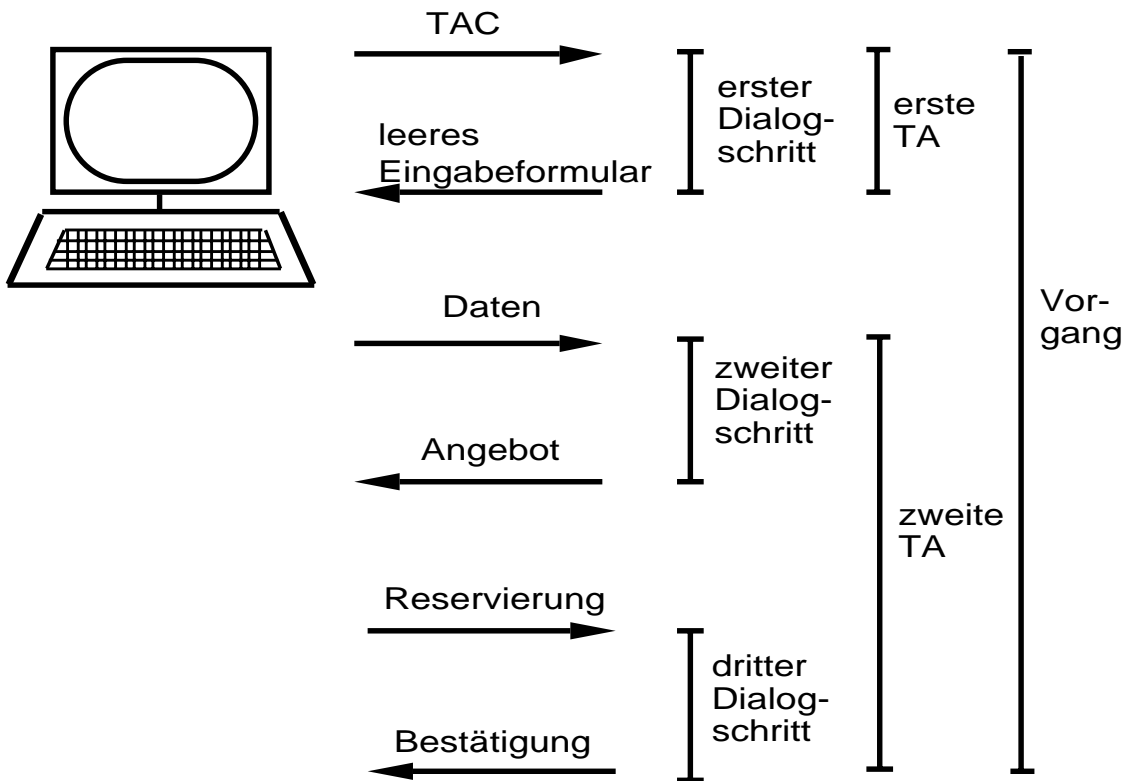 TAC
erster
Dialog-
schritt
erste
TA
leeres
Eingabeformular
Daten
Vor-
gang
zweiter
Dialog-
schritt
Angebot
zweite
TA
Reservierung
dritter
Dialog-
schritt
Bestätigung